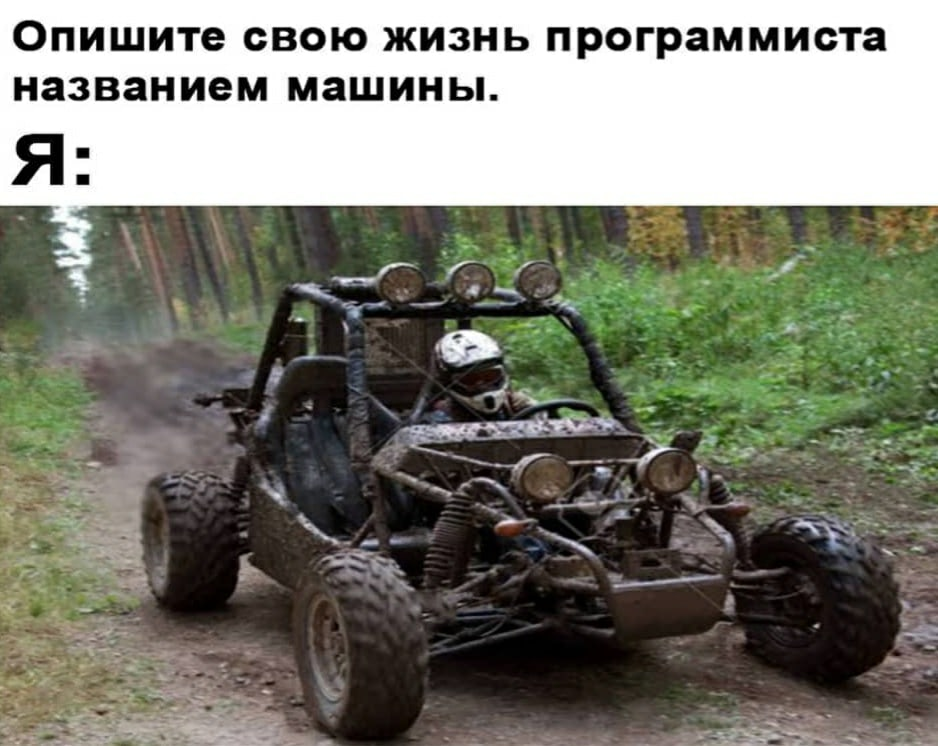 Опишите свою жизнь программиста
названием машины.
Я: